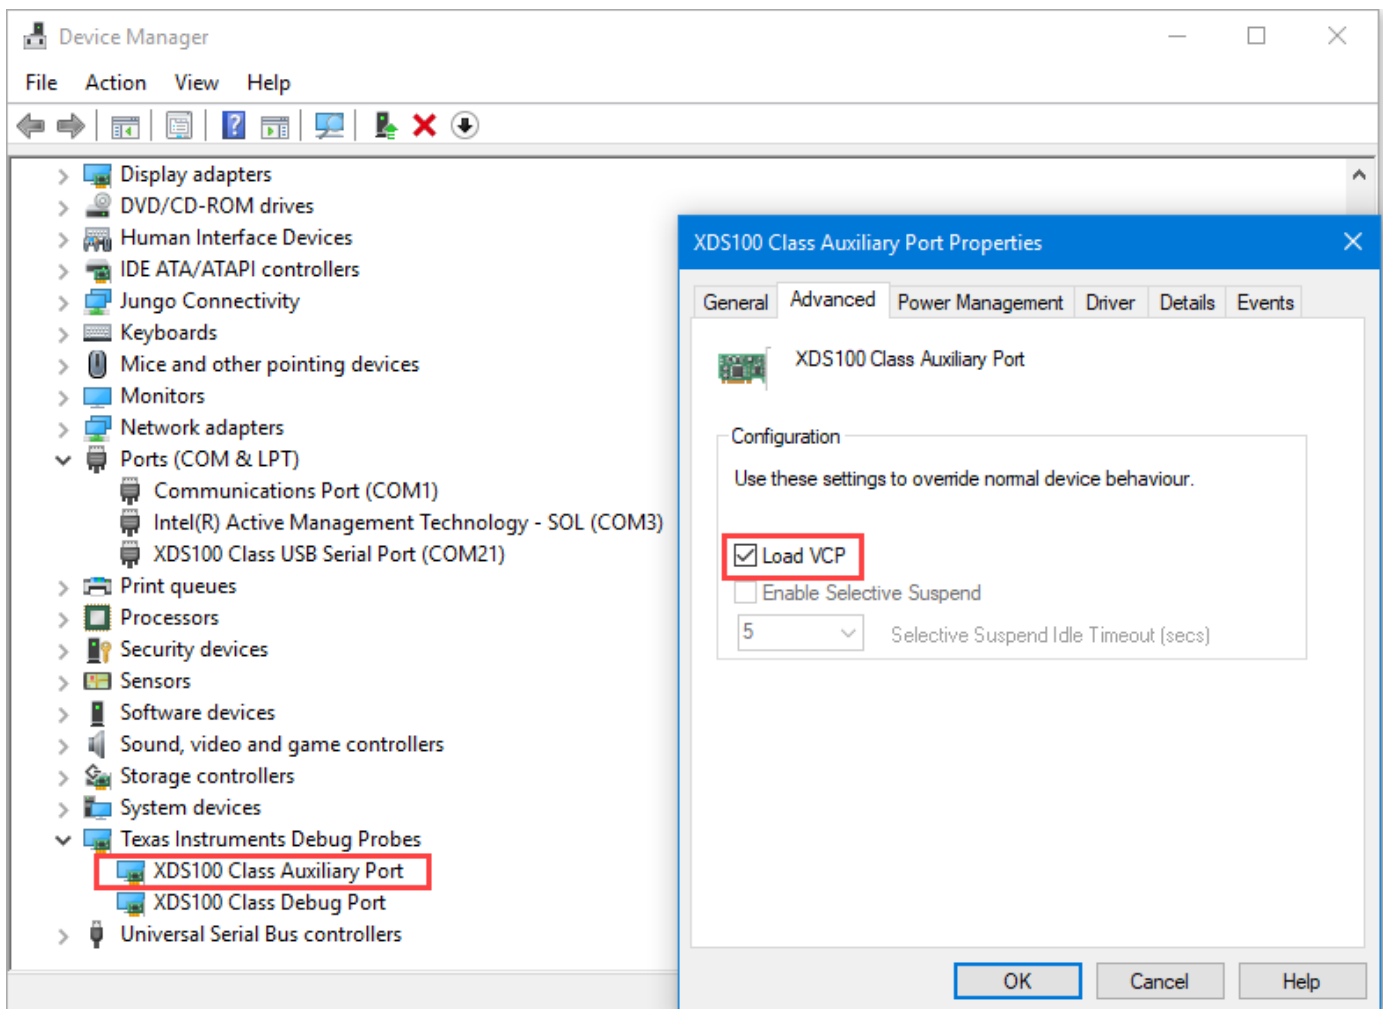 Device Manager
File Action View Help
Display adapters
DVD/CD-ROM drives
Human Interface Devices
IDE ATA/ATAPI controllers
Jungo Connectivity
Keyboards
Mice and other pointing devices
Monitors
Network adapters
Ports (COM & LPT)
Communications Port (COM1)
Intel(R) Active Management Technology - SOL (COM3)
XDS100 Class USB Serial Port (COM21)
Print queues
Processors
Security devices
Sensors
Software devices
Sound, video and game controllers
Storage controllers
System devices
Texas Instruments Debug Probes
XDS100 Class Auxiliary Port
XDS100 Class Debug Port
Universal Serial Bus controllers
XDS100 Class Auxiliary Port Properties
General Advanced Power Management Driver Details Events
XDS100 Class Auxiliary Port
Configuration
Use these settings to override normal device behaviour.
Load VCP
Enable Selective Suspend
5 Selective Suspend Idle Timeout (secs)
OK Cancel Help